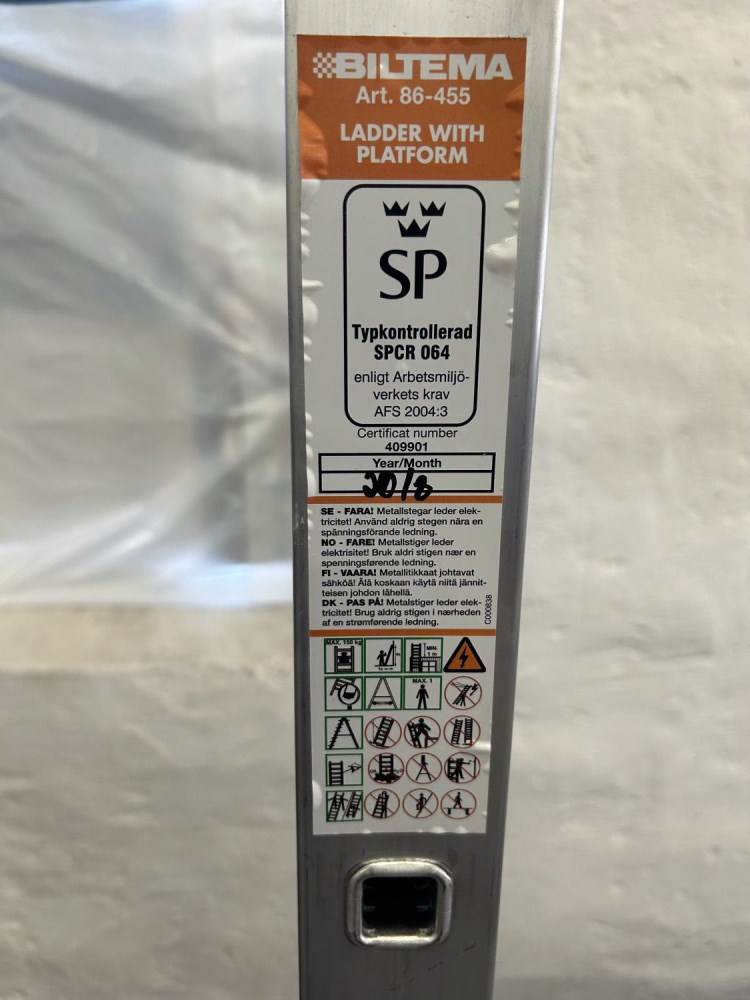 BILTEMA
Art. 86-455
LADDER WITH
PLATFORM
SP
Typkontrollerad
SPCR 064
enligt Arbetsmiljö-
verkets krav
AFS 2004:3
Certificat number
409901
Year/Month
SE - FARA! Metallstegar leder elek-
tricitet! Använd aldrig stegen nära en
spänningsförande ledning.
NO - FARE! Metallstiger leder
elektrisitet! Bruk aldri stigen nær en
spenningsførende ledning.
FI - VAARA! Metallitikkaat johtavat
sähköä! Älä koskaan käytä niitä jännit-
teisen johdon lähellä.
DK - PAS PÅ! Metalstiger leder elek-
tricitet! Brug aldrig stigen i nærheden
af en strømførende ledning.
C000638
MAX. 150 kg
MIN.
1 m
MAX. 1